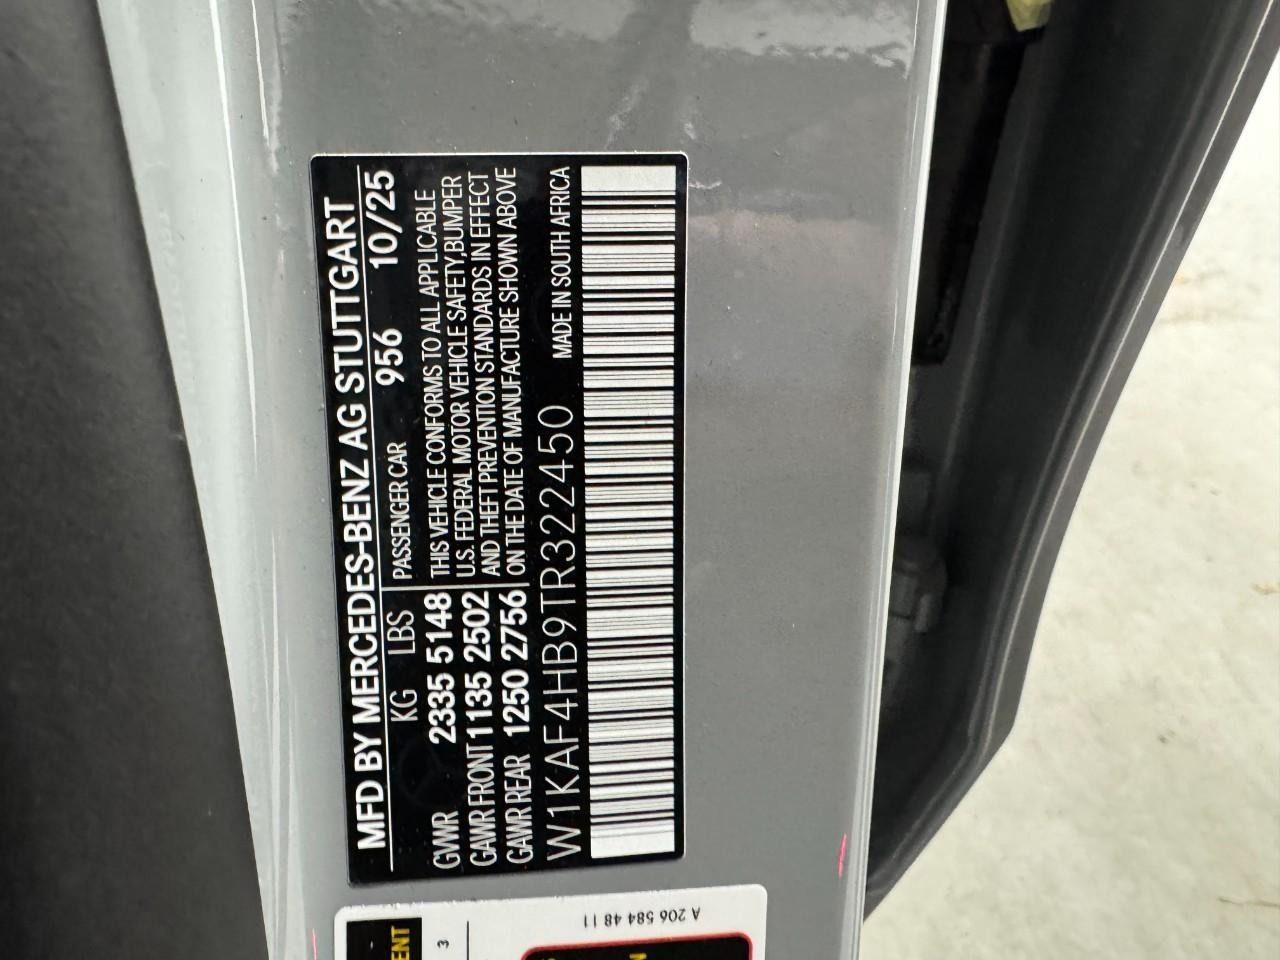 MFD BY MERCEDES-BENZ AG STUTTGART
KG LBS PASSENGER CAR 956 10/25
GVWR 2335 5148 THIS VEHICLE CONFORMS TO ALL APPLICABLE
U.S. FEDERAL MOTOR VEHICLE SAFETY,BUMPER
GAWR FRONT 1135 2502 AND THEFT PREVENTION STANDARDS IN EFFECT
GAWR REAR 1250 2756 ON THE DATE OF MANUFACTURE SHOWN ABOVE
W1KAF4HB9TR322450 MADE IN SOUTH AFRICA
A 206 584 48 11
ENT
3